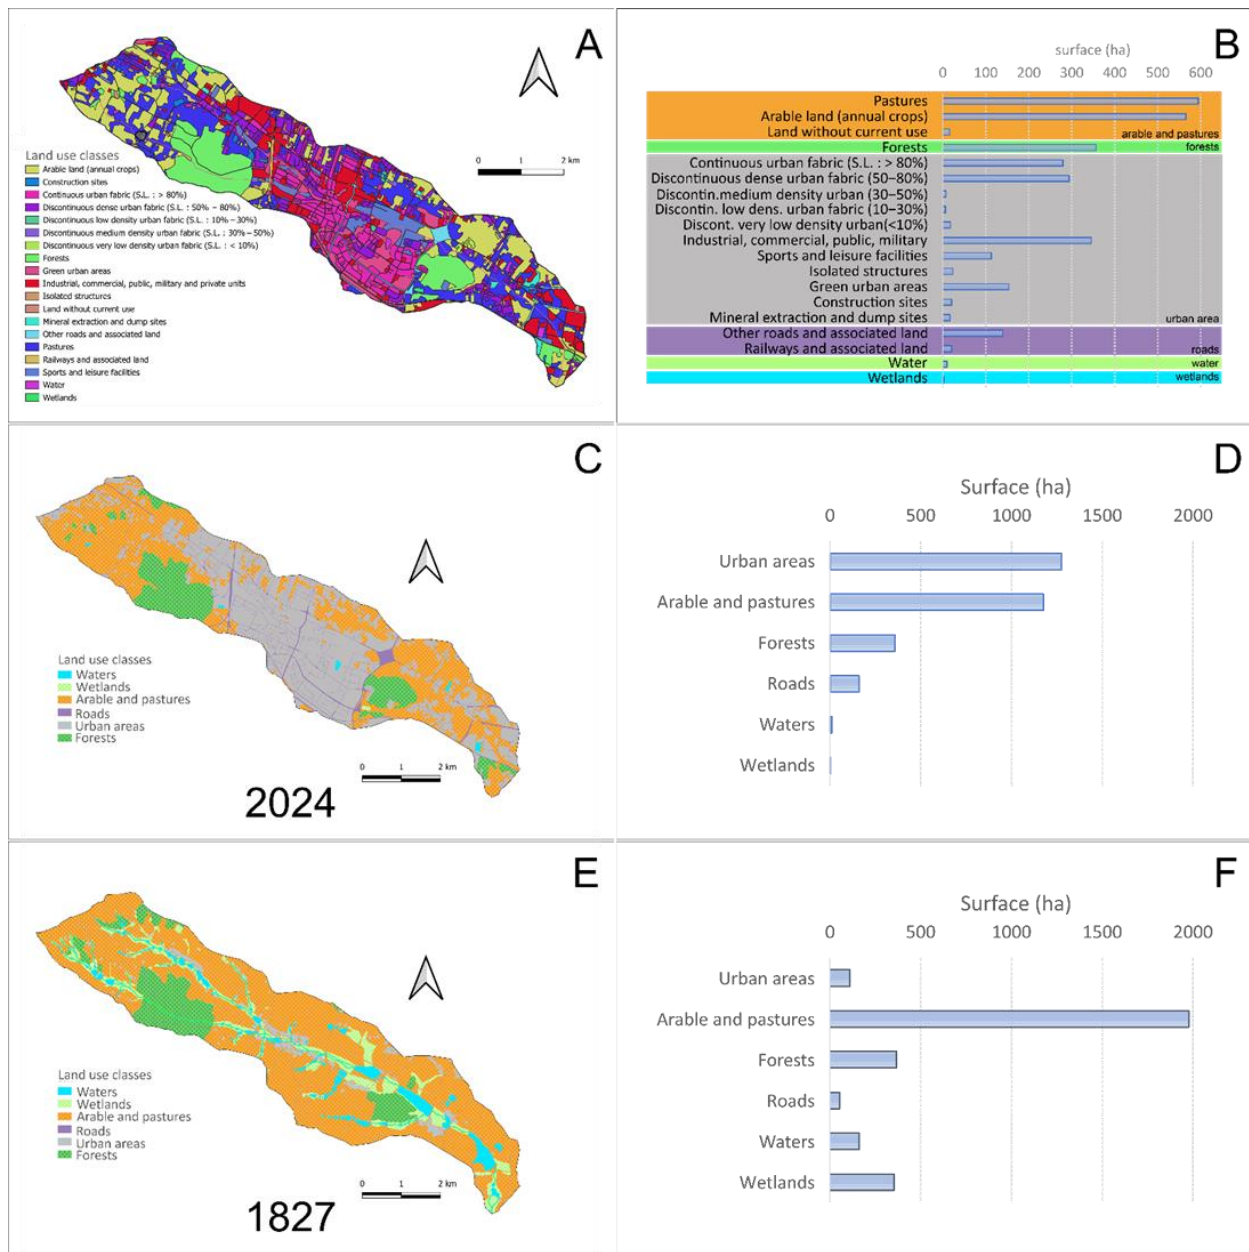 A
Land use classes
Arable land (annual crops)
Construction sites
Continuous urban fabric (S.L. : > 80%)
Discontinuous dense urban fabric (S.L. : 50% – 80%)
Discontinuous low density urban fabric (S.L. : 10% – 30%)
Discontinuous medium density urban fabric (S.L. : 30% – 50%)
Discontinuous very low density urban fabric (S.L. : < 10%)
Forests
Green urban areas
Industrial, commercial, public, military and private units
Isolated structures
Land without current use
Mineral extraction and dump sites
Other roads and associated land
Pastures
Railways and associated land
Sports and leisure facilities
Water
Wetlands
0 1 2 km
B
surface (ha)
0 100 200 300 400 500 600
Pastures
Arable land (annual crops)
Land without current use
arable and pastures
Forests
forests
Continuous urban fabric (S.L. : > 80%)
Discontinuous dense urban fabric (50–80%)
Discontin.medium density urban (30–50%)
Discontin. low dens. urban fabric (10–30%)
Discont. very low density urban(<10%)
Industrial, commercial, public, military
Sports and leisure facilities
Isolated structures
Green urban areas
Construction sites
Mineral extraction and dump sites
urban area
Other roads and associated land
Railways and associated land
roads
Water
water
Wetlands
wetlands
C
Land use classes
Waters
Wetlands
Arable and pastures
Roads
Urban areas
Forests
0 1 2 km
2024
D
Surface (ha)
0 500 1000 1500 2000
Urban areas
Arable and pastures
Forests
Roads
Waters
Wetlands
E
Land use classes
Waters
Wetlands
Arable and pastures
Roads
Urban areas
Forests
0 1 2 km
1827
F
Surface (ha)
0 500 1000 1500 2000
Urban areas
Arable and pastures
Forests
Roads
Waters
Wetlands